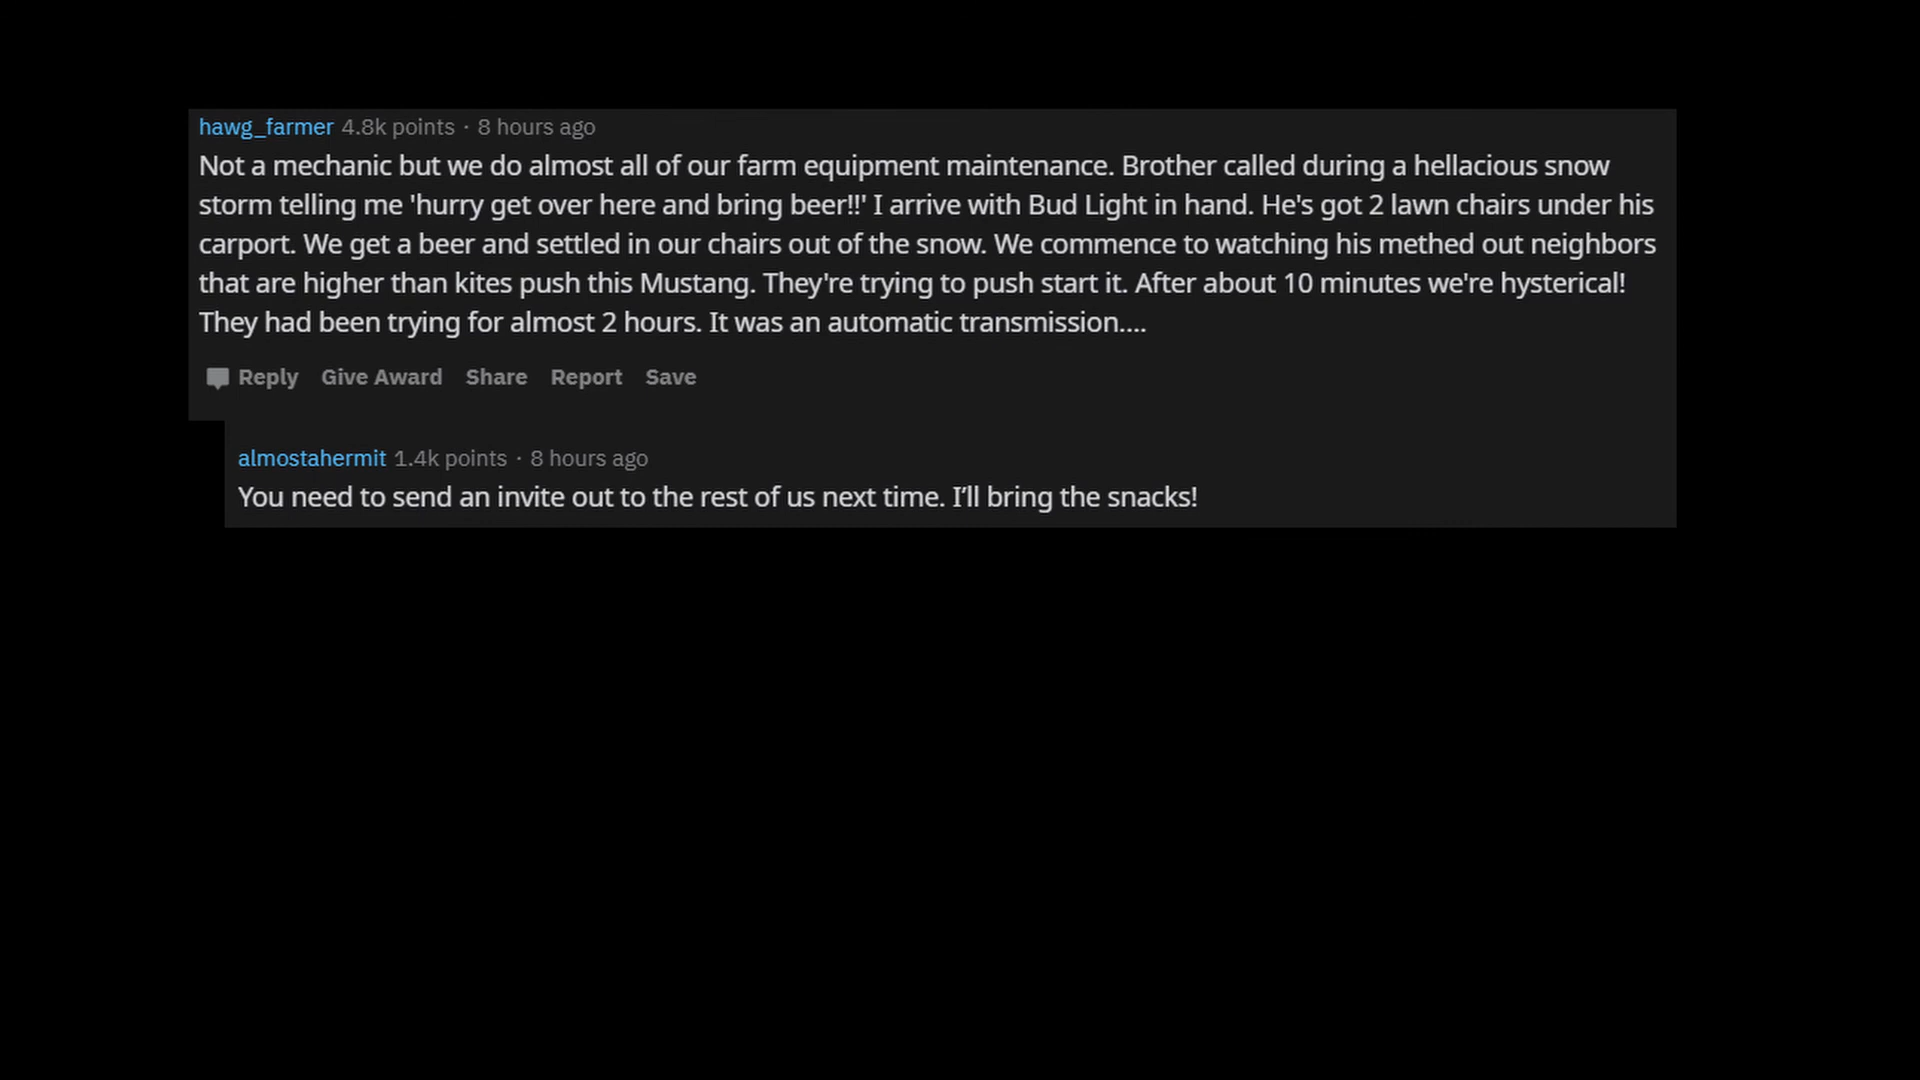 hawg_farmer 4.8k points · 8 hours ago
Not a mechanic but we do almost all of our farm equipment maintenance. Brother called during a hellacious snow
storm telling me 'hurry get over here and bring beer!!' I arrive with Bud Light in hand. He's got 2 lawn chairs under his
carport. We get a beer and settled in our chairs out of the snow. We commence to watching his methed out neighbors
that are higher than kites push this Mustang. They're trying to push start it. After about 10 minutes we're hysterical!
They had been trying for almost 2 hours. It was an automatic transmission....
Reply Give Award Share Report Save
almostahermit 1.4k points · 8 hours ago
You need to send an invite out to the rest of us next time. I’ll bring the snacks!